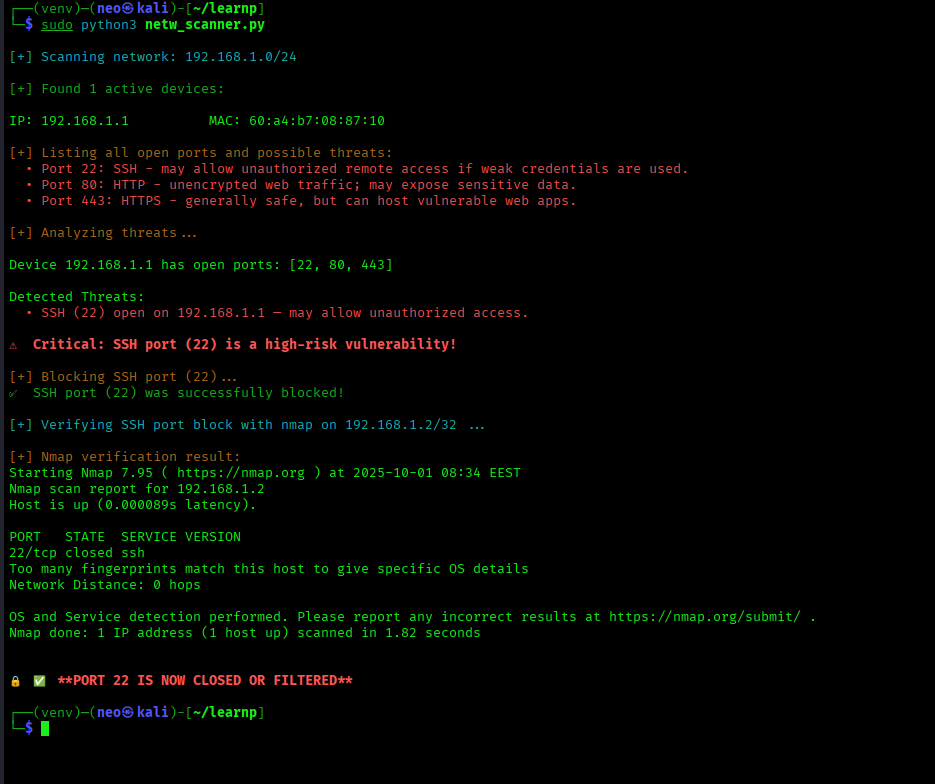 ┌──(venv)─(neo㉿kali)-[~/learnp]
└─$ sudo python3 netw_scanner.py
[+] Scanning network: 192.168.1.0/24
[+] Found 1 active devices:
IP: 192.168.1.1          MAC: 60:a4:b7:08:87:10
[+] Listing all open ports and possible threats:
  • Port 22: SSH - may allow unauthorized remote access if weak credentials are used.
  • Port 80: HTTP - unencrypted web traffic; may expose sensitive data.
  • Port 443: HTTPS - generally safe, but can host vulnerable web apps.
[+] Analyzing threats...
Device 192.168.1.1 has open ports: [22, 80, 443]
Detected Threats:
  • SSH (22) open on 192.168.1.1 — may allow unauthorized access.
⚠  Critical: SSH port (22) is a high-risk vulnerability!
[+] Blocking SSH port (22)...
✅  SSH port (22) was successfully blocked!
[+] Verifying SSH port block with nmap on 192.168.1.2/32 ...
[+] Nmap verification result:
Starting Nmap 7.95 ( https://nmap.org ) at 2025-10-01 08:34 EEST
Nmap scan report for 192.168.1.2
Host is up (0.000089s latency).
PORT   STATE  SERVICE VERSION
22/tcp closed ssh
Too many fingerprints match this host to give specific OS details
Network Distance: 0 hops
OS and Service detection performed. Please report any incorrect results at https://nmap.org/submit/ .
Nmap done: 1 IP address (1 host up) scanned in 1.82 seconds
🔒 ✅ **PORT 22 IS NOW CLOSED OR FILTERED**
┌──(venv)─(neo㉿kali)-[~/learnp]
└─$